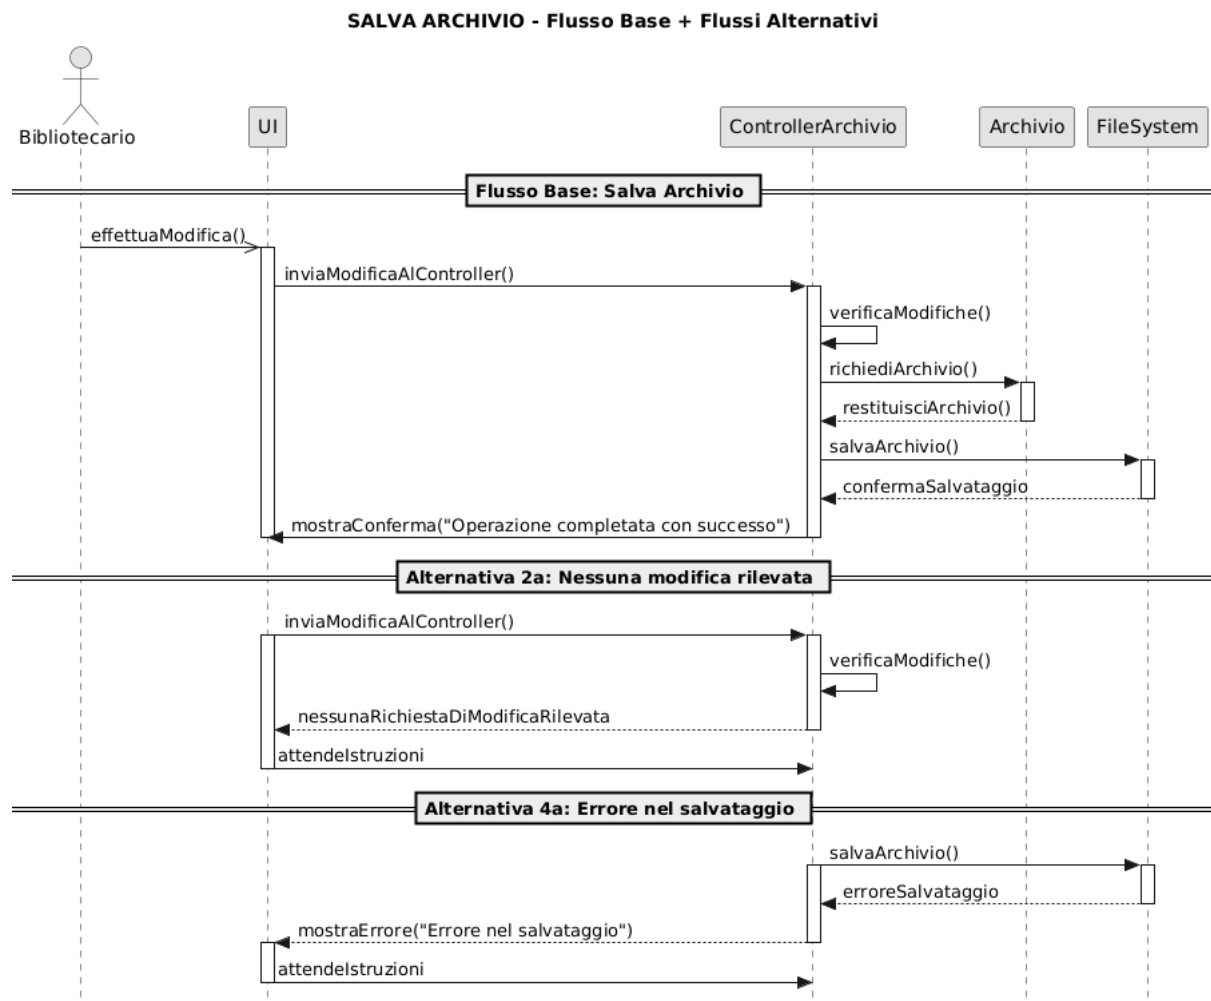 SALVA ARCHIVIO - Flusso Base + Flussi Alternativi
Bibliotecario
UI
ControllerArchivio
Archivio
FileSystem
Flusso Base: Salva Archivio
effettuaModifica()
inviaModificaAlController()
verificaModifiche()
richiediArchivio()
restituisciArchivio()
salvaArchivio()
confermaSalvataggio
mostraConferma("Operazione completata con successo")
Alternativa 2a: Nessuna modifica rilevata
inviaModificaAlController()
verificaModifiche()
nessunaRichiestaDiModificaRilevata
attendeIstruzioni
Alternativa 4a: Errore nel salvataggio
salvaArchivio()
erroreSalvataggio
mostraErrore("Errore nel salvataggio")
attendeIstruzioni